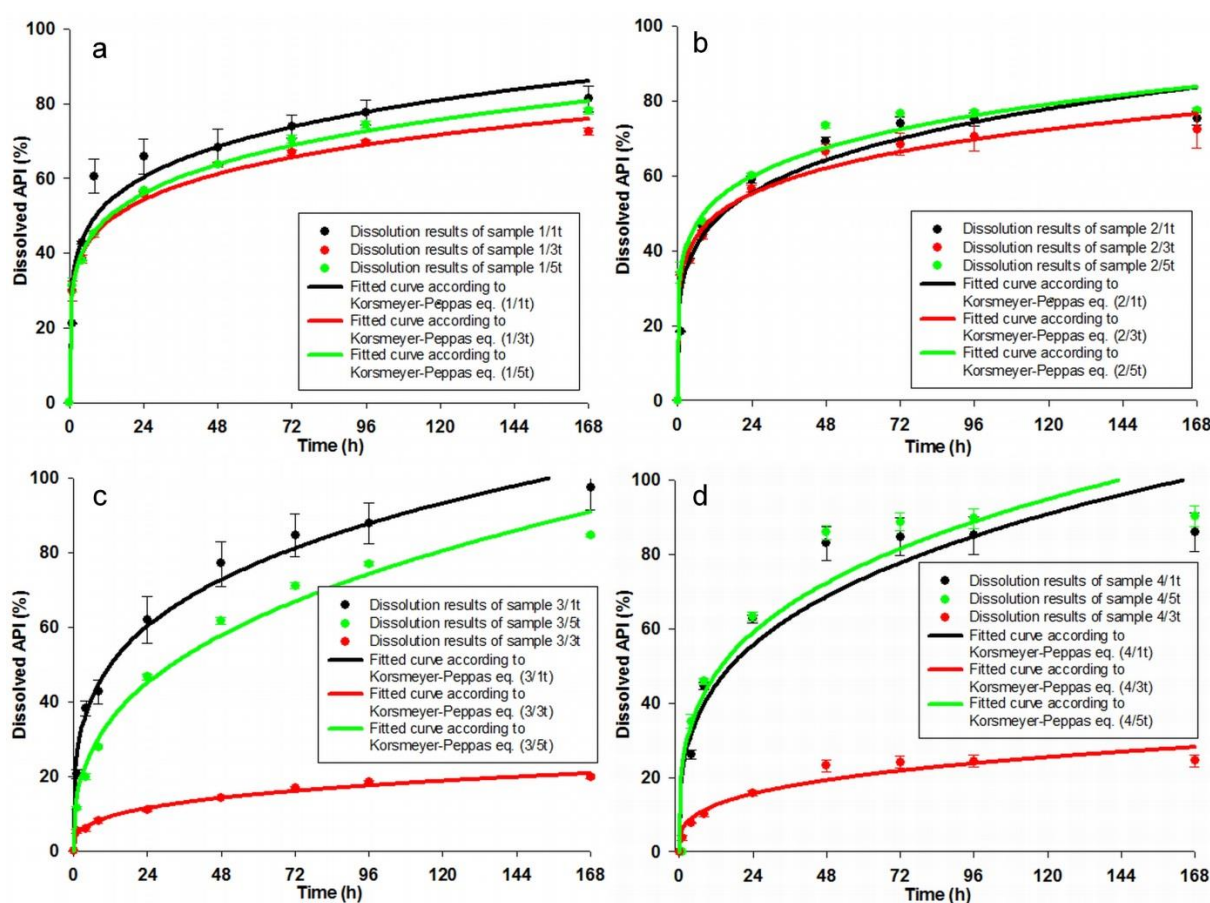 a
Dissolved API (%)
100
80
60
40
20
0
Dissolution results of sample 1/1t
Dissolution results of sample 1/3t
Dissolution results of sample 1/5t
Fitted curve according to
Korsmeyer-Peppas eq. (1/1t)
Fitted curve according to
Korsmeyer-Peppas eq. (1/3t)
Fitted curve according to
Korsmeyer-Peppas eq. (1/5t)
0 24 48 72 96 120 144 168
Time (h)
b
Dissolved API (%)
100
80
60
40
20
0
Dissolution results of sample 2/1t
Dissolution results of sample 2/3t
Dissolution results of sample 2/5t
Fitted curve according to
Korsmeyer-Peppas eq. (2/1t)
Fitted curve according to
Korsmeyer-Peppas eq. (2/3t)
Fitted curve according to
Korsmeyer-Peppas eq. (2/5t)
0 24 48 72 96 120 144 168
Time (h)
c
Dissolved API (%)
100
80
60
40
20
0
Dissolution results of sample 3/1t
Dissolution results of sample 3/5t
Dissolution results of sample 3/3t
Fitted curve according to
Korsmeyer-Peppas eq. (3/1t)
Fitted curve according to
Korsmeyer-Peppas eq. (3/3t)
Fitted curve according to
Korsmeyer-Peppas eq. (3/5t)
0 24 48 72 96 120 144 168
Time (h)
d
Dissolved API (%)
100
80
60
40
20
0
Dissolution results of sample 4/1t
Dissolution results of sample 4/5t
Dissolution results of sample 4/3t
Fitted curve according to
Korsmeyer-Peppas eq. (4/1t)
Fitted curve according to
Korsmeyer-Peppas eq. (4/3t)
Fitted curve according to
Korsmeyer-Peppas eq. (4/5t)
0 24 48 72 96 120 144 168
Time (h)